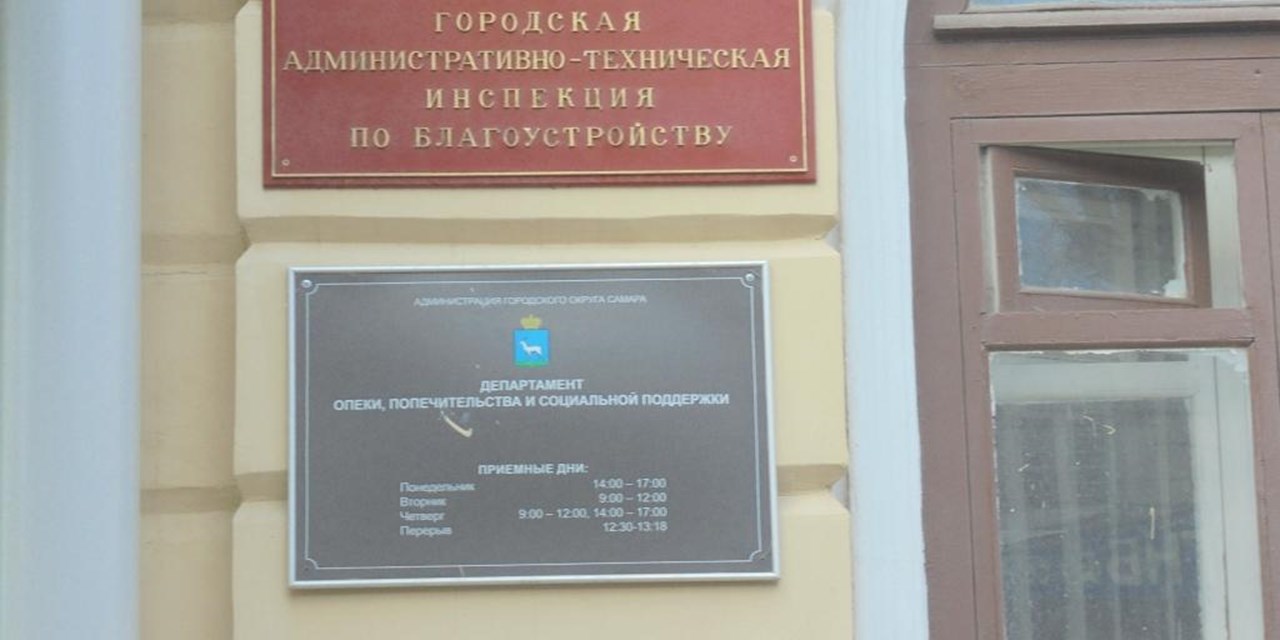 ГОРОДСКАЯ
АДМИНИСТРАТИВНО-ТЕХНИЧЕСКАЯ
ИНСПЕКЦИЯ
ПО БЛАГОУСТРОЙСТВУ
АДМИНИСТРАЦИЯ ГОРОДСКОГО ОКРУГА САМАРА
ДЕПАРТАМЕНТ
ОПЕКИ, ПОПЕЧИТЕЛЬСТВА И СОЦИАЛЬНОЙ ПОДДЕРЖКИ
ПРИЕМНЫЕ ДНИ:
Понедельник 14:00 – 17:00
Вторник 9:00 – 12:00
Четверг 9:00 – 12:00, 14:00 – 17:00
Перерыв 12:30-13:18